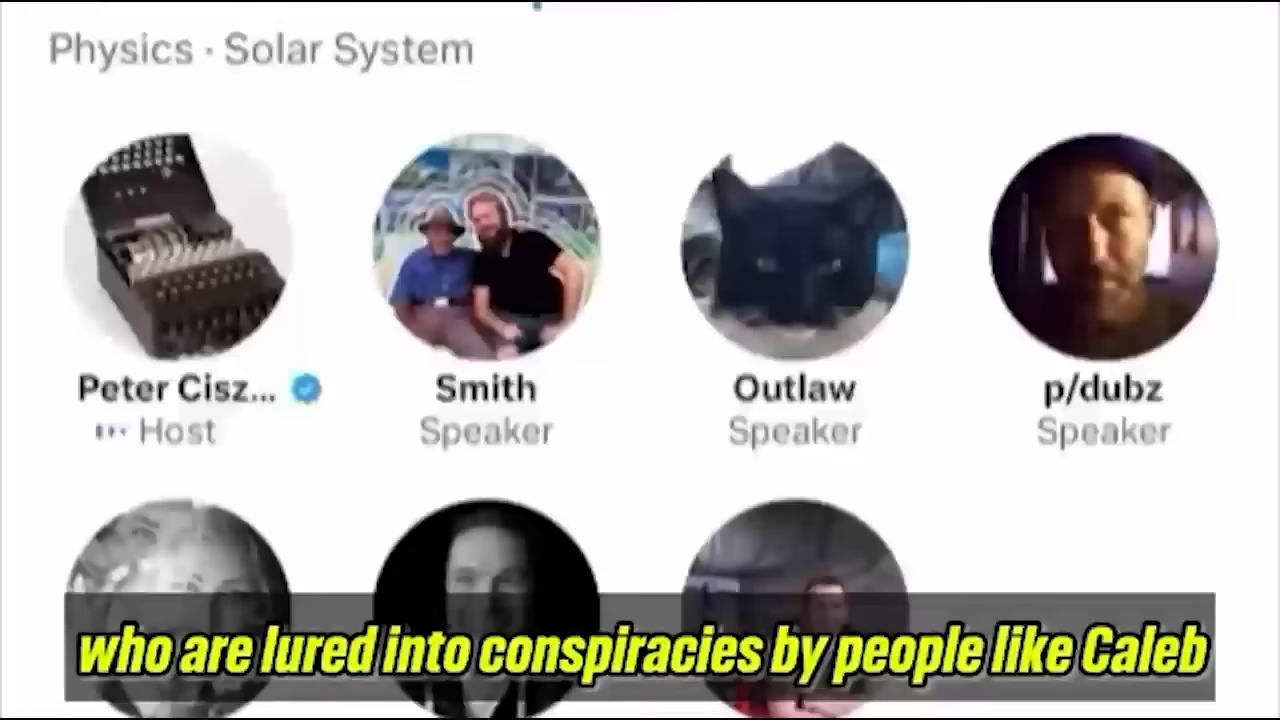 Physics · Solar System
Peter Cisz...
Smith
Outlaw
p/dubz
Host
Speaker
Speaker
Speaker
who are lured into conspiracies by people like Caleb